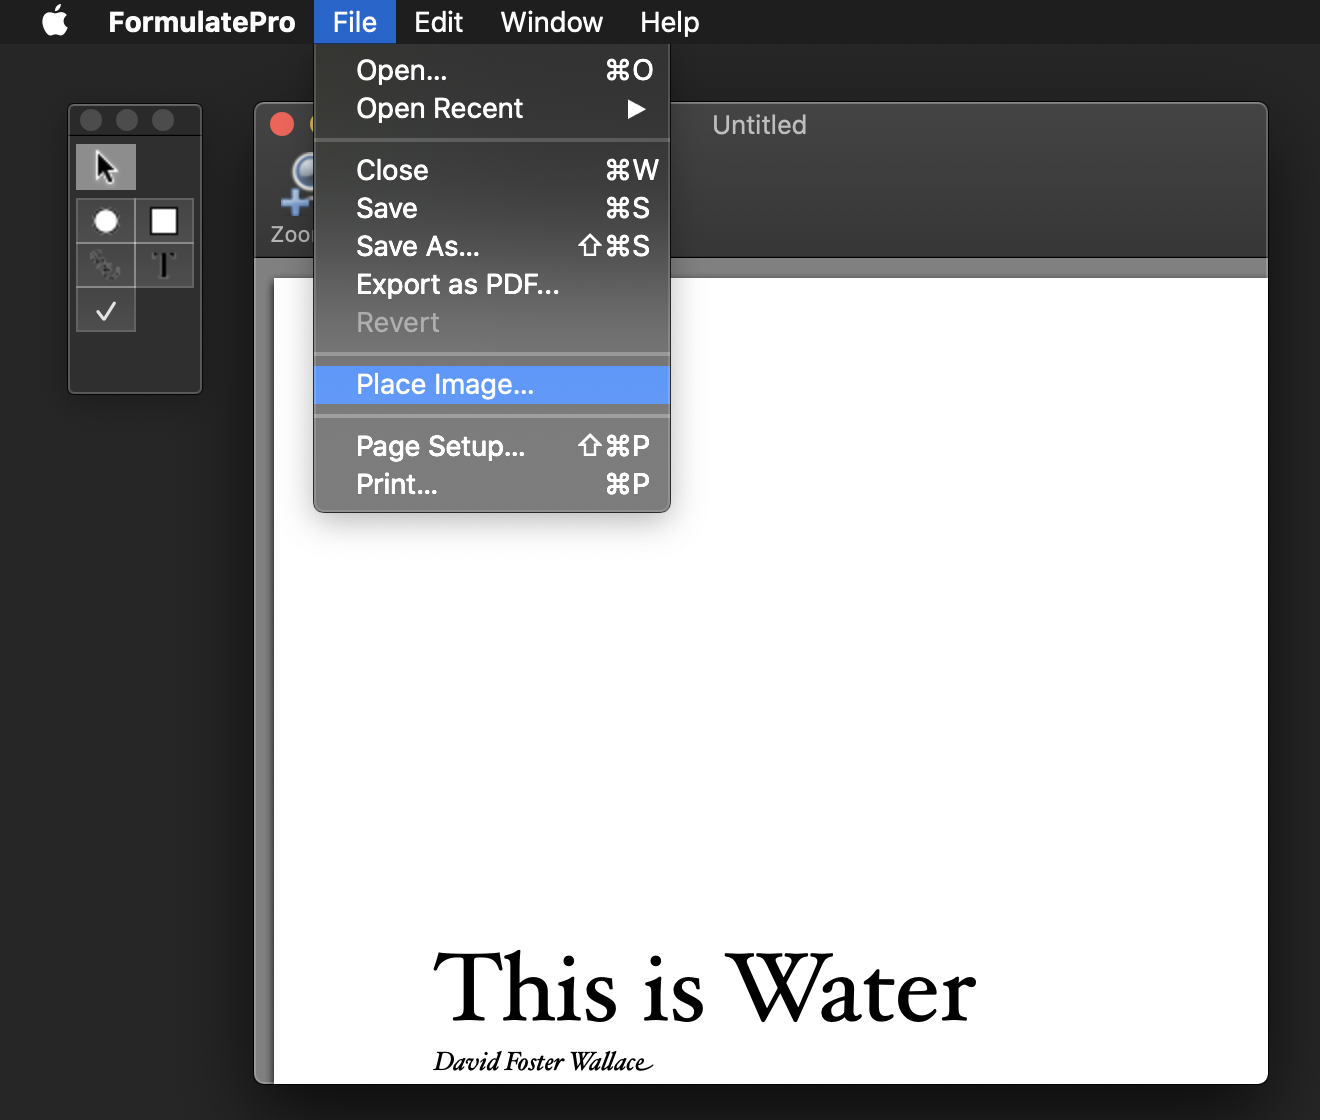 FormulatePro File Edit Window Help
Open... ⌘O
Open Recent ▶
Untitled
Close ⌘W
Save ⌘S
Zoo
Save As... ⇧⌘S
Export as PDF...
Revert
T
Place Image...
Page Setup... ⇧⌘P
Print... ⌘P
This is Water
David Foster Wallace